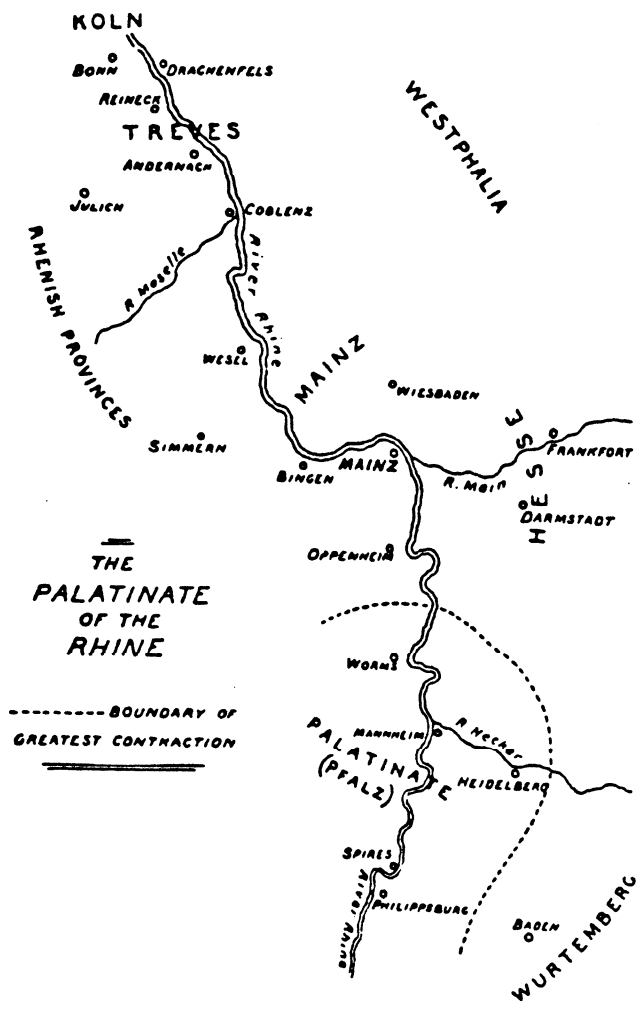 KOLN
BONN
DRACHENFELS
REINECK
TREVES
ANDERNACH
WESTPHALIA
JULICH
COBLENZ
RHENISH PROVINCES
R. Moselle
River Rhine
WESEL
MAINZ
WIESBADEN
SIMMERN
BINGEN
MAINZ
R. Main
HESSE
FRANKFORT
DARMSTADT
OPPENHEIM
THE
PALATINATE
OF THE
RHINE
BOUNDARY OF
GREATEST CONTRACTION
WORMS
MANNHEIM
R. Neckar
PALATINATE
(PFALZ)
HEIDELBERG
SPIRES
River Rhine
PHILIPPSBURG
BADEN
WURTEMBERG